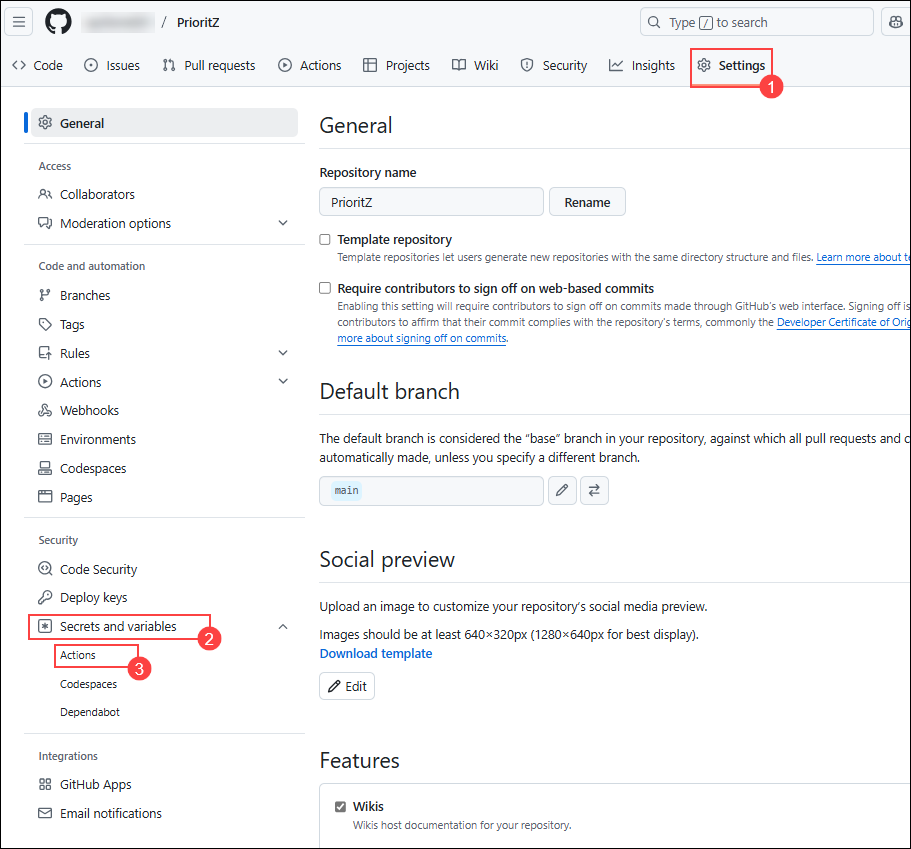 / PrioritZ
Type / to search
Code Issues Pull requests Actions Projects Wiki Security Insights Settings
1
General
Access
Collaborators
Moderation options
Code and automation
Branches
Tags
Rules
Actions
Webhooks
Environments
Codespaces
Pages
Security
Code Security
Deploy keys
Secrets and variables
2
Actions
3
Codespaces
Dependabot
Integrations
GitHub Apps
Email notifications
General
Repository name
PrioritZ
Rename
Template repository
Template repositories let users generate new repositories with the same directory structure and files. Learn more about te
Require contributors to sign off on web-based commits
Enabling this setting will require contributors to sign off on commits made through GitHub's web interface. Signing off is
contributors to affirm that their commit complies with the repository's terms, commonly the Developer Certificate of Orig
more about signing off on commits.
Default branch
The default branch is considered the “base” branch in your repository, against which all pull requests and c
automatically made, unless you specify a different branch.
main
Social preview
Upload an image to customize your repository's social media preview.
Images should be at least 640×320px (1280×640px for best display).
Download template
Edit
Features
Wikis
Wikis host documentation for your repository.